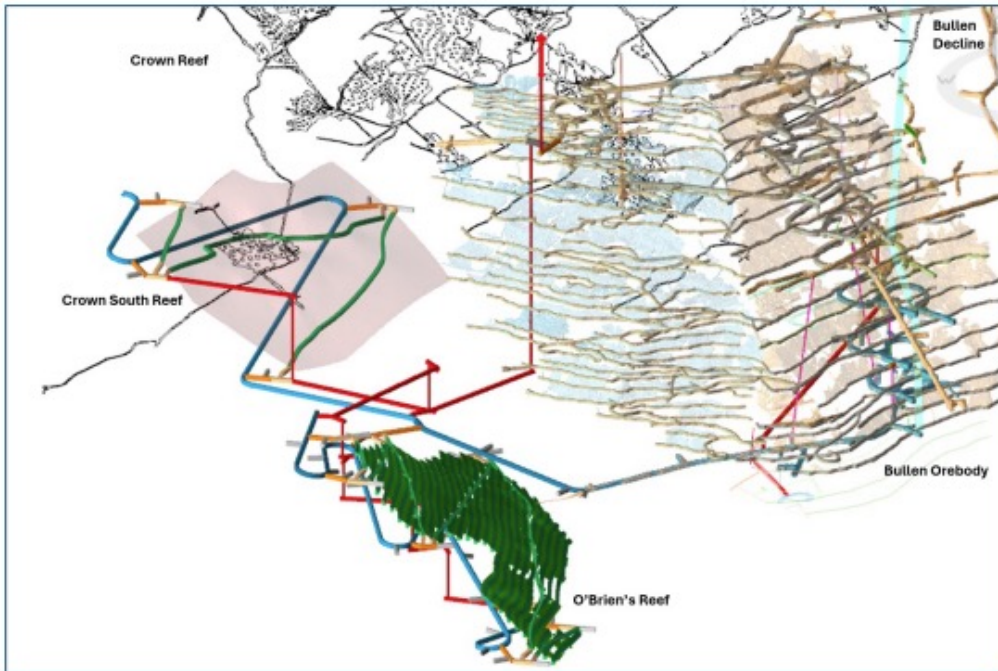 Crown Reef
Bullen
Decline
Crown South Reef
Bullen Orebody
O'Brien's Reef